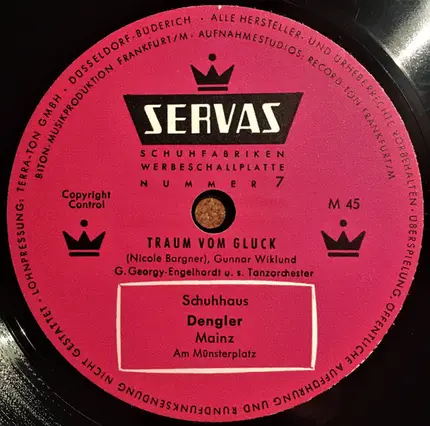 LOHNPRESSUNG: TERRA-TON GMBH · DÜSSELDORF-BÜDERICH · ALLE HERSTELLER- UND URHEBERRECHTE VORBEHALTEN · ÜBERSPIELUNG, ÖFFENTLICHE AUFFÜHRUNG UND RUNDFUNKSENDUNG NICHT GESTATTET ·
BITON-MUSIKPRODUKTION FRANKFURT/M · AUFNAHMESTUDIOS: RECORD TON FRANKFURT/M
SERVAS
SCHUHFABRIKEN
WERBESCHALLPLATTE
NUMMER 7
Copyright
Control
M 45
TRAUM VOM GLUCK
(Nicole Bargner), Gunnar Wiklund
G. Georgy-Engelhardt u. s. Tanzorchester
Schuhhaus
Dengler
Mainz
Am Münsterplatz